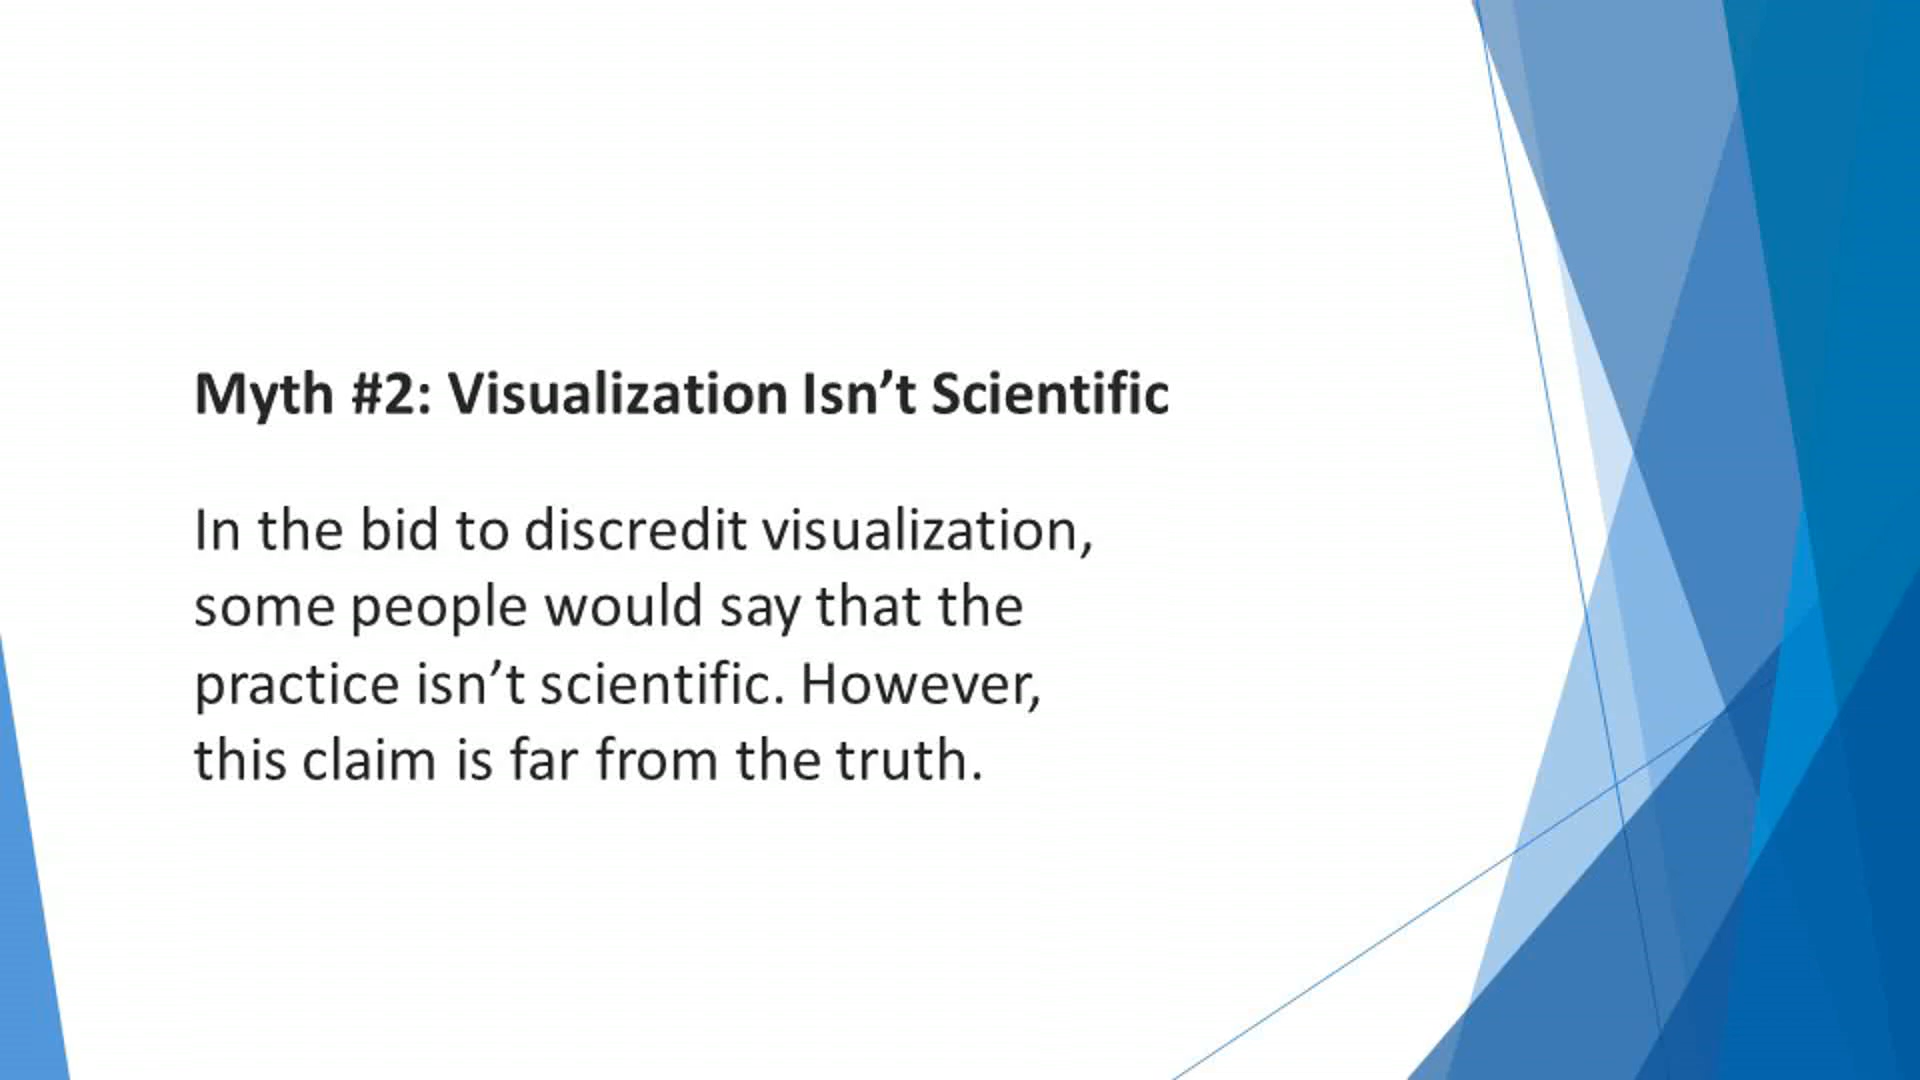 Myth #2: Visualization Isn’t Scientific
In the bid to discredit visualization,
some people would say that the
practice isn’t scientific. However,
this claim is far from the truth.